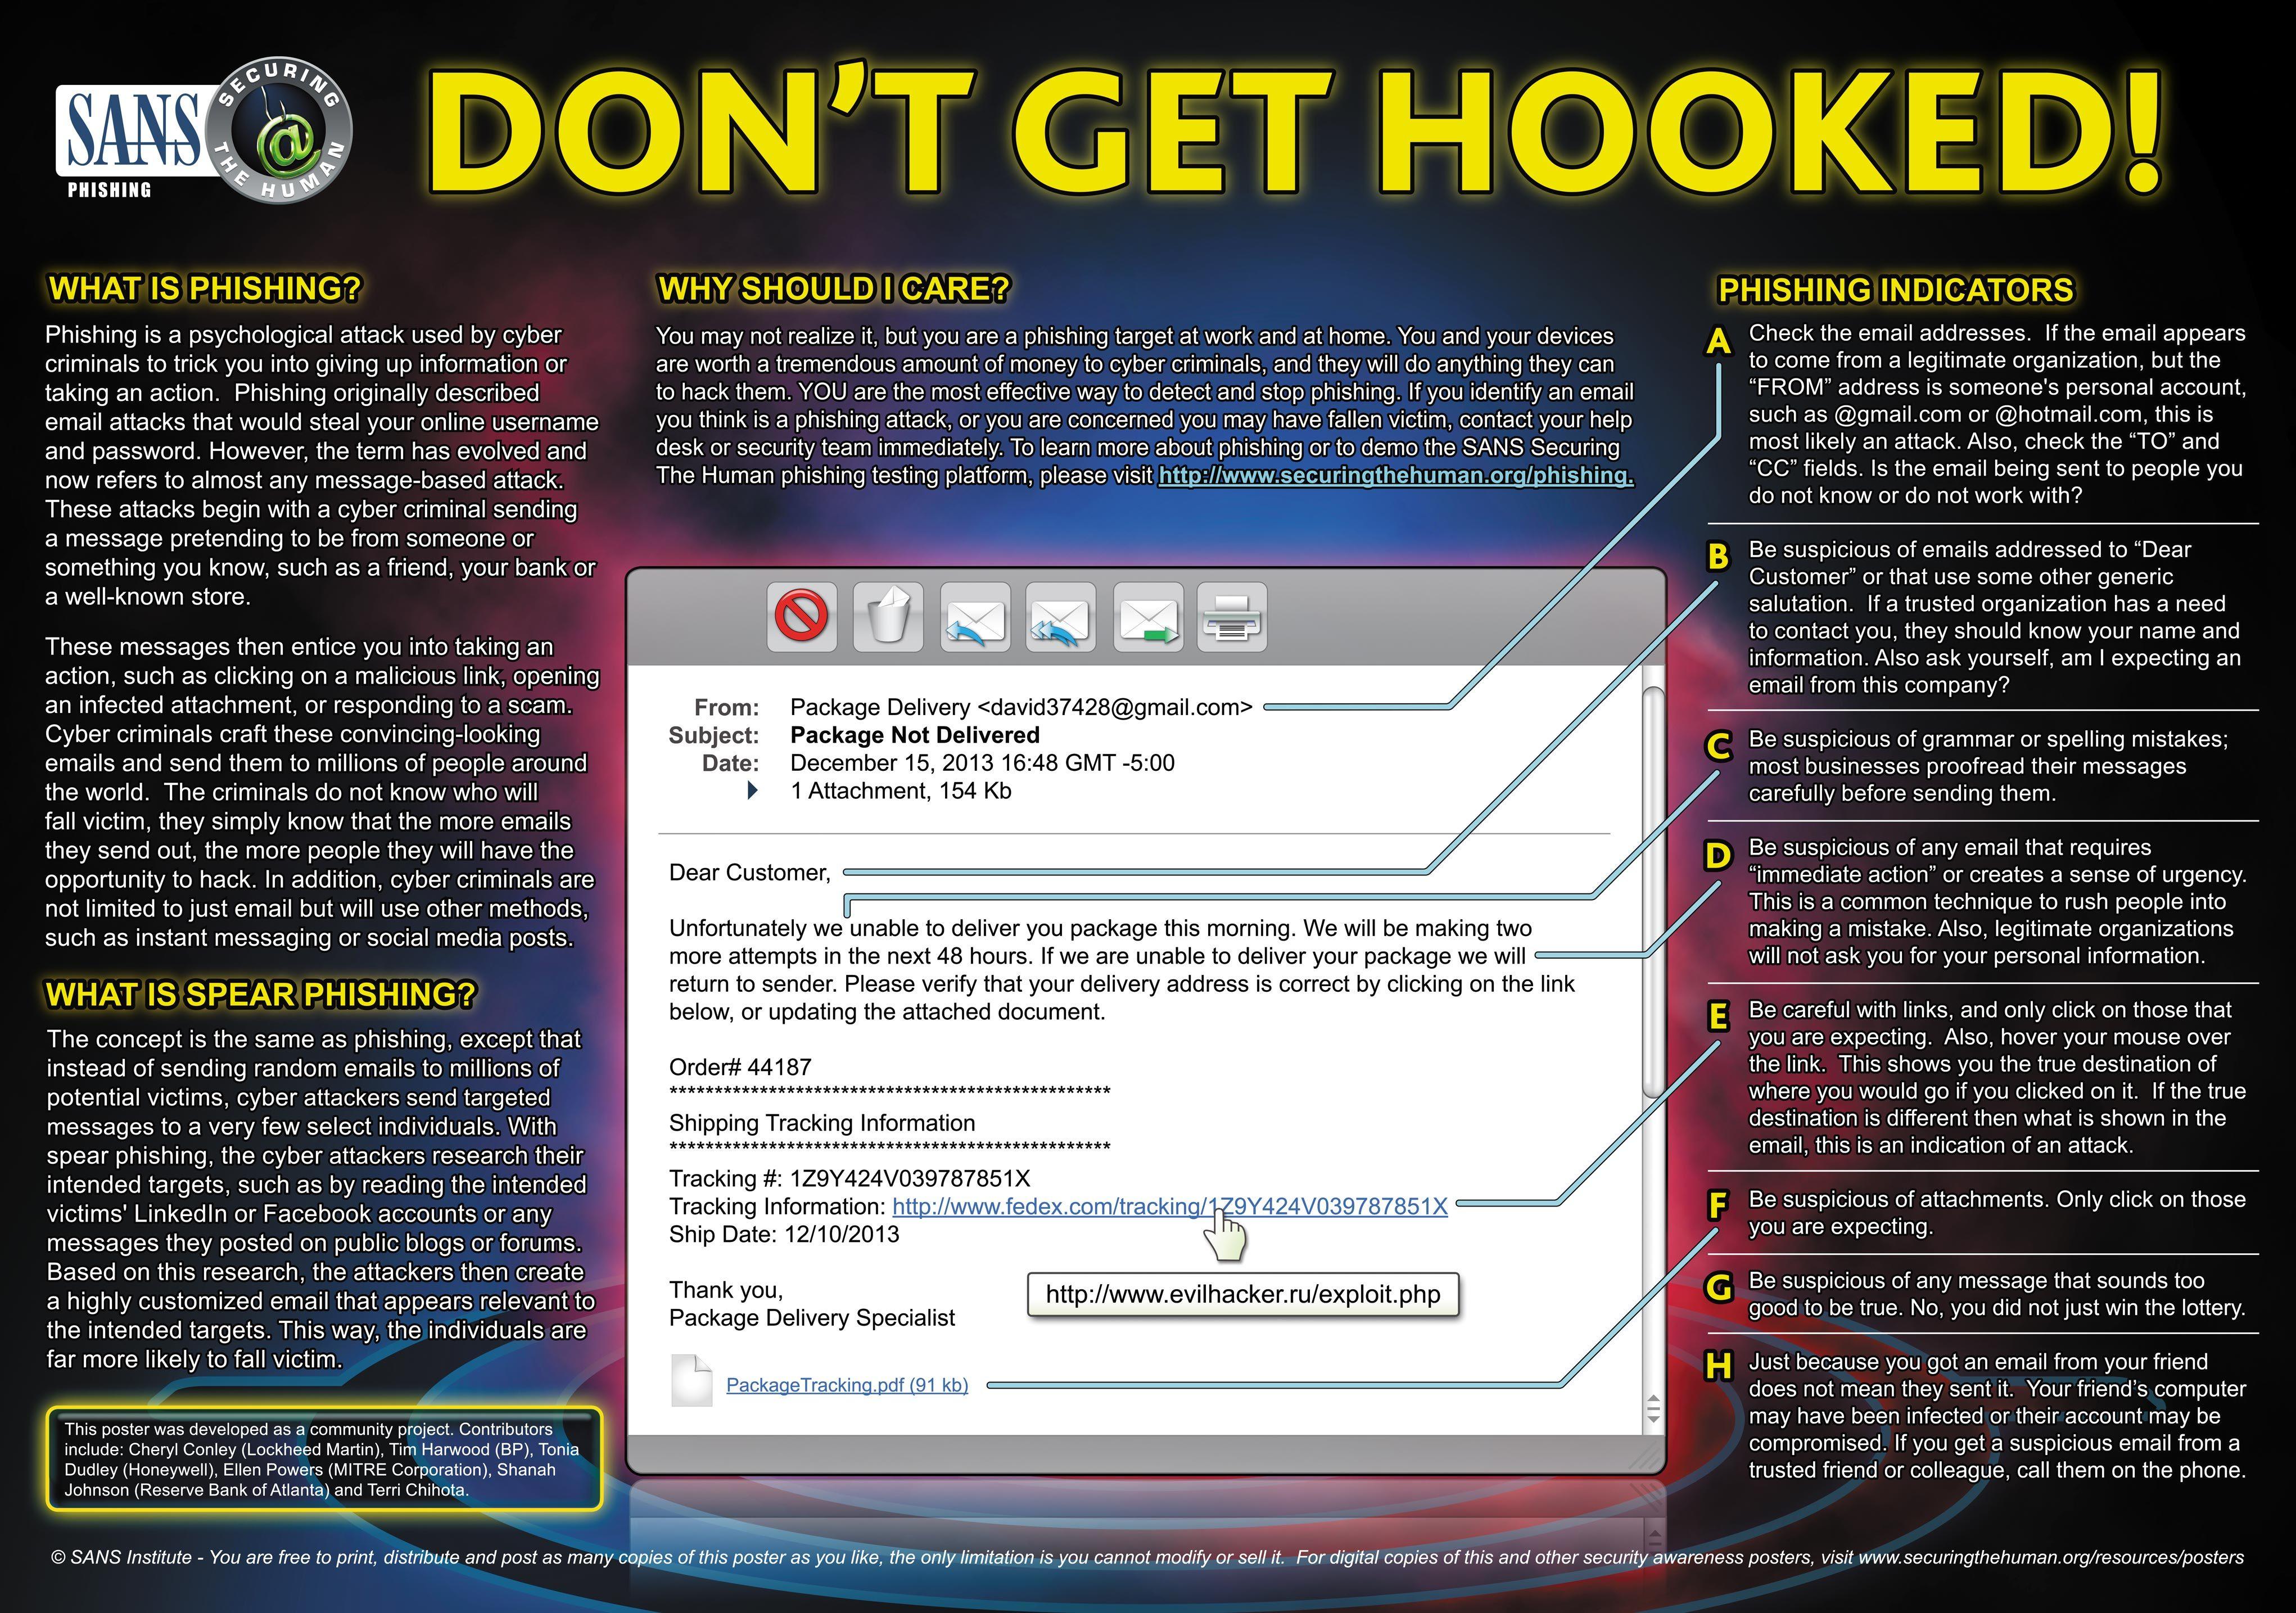 SANS
PHISHING
SECURING
THE HUMAN
@
DON'T GET HOOKED!
WHAT IS PHISHING?
Phishing is a psychological attack used by cyber
criminals to trick you into giving up information or
taking an action.  Phishing originally described
email attacks that would steal your online username
and password. However, the term has evolved and
now refers to almost any message-based attack.
These attacks begin with a cyber criminal sending
a message pretending to be from someone or
something you know, such as a friend, your bank or
a well-known store.
These messages then entice you into taking an
action, such as clicking on a malicious link, opening
an infected attachment, or responding to a scam.
Cyber criminals craft these convincing-looking
emails and send them to millions of people around
the world.  The criminals do not know who will
fall victim, they simply know that the more emails
they send out, the more people they will have the
opportunity to hack. In addition, cyber criminals are
not limited to just email but will use other methods,
such as instant messaging or social media posts.
WHAT IS SPEAR PHISHING?
The concept is the same as phishing, except that
instead of sending random emails to millions of
potential victims, cyber attackers send targeted
messages to a very few select individuals. With
spear phishing, the cyber attackers research their
intended targets, such as by reading the intended
victims' LinkedIn or Facebook accounts or any
messages they posted on public blogs or forums.
Based on this research, the attackers then create
a highly customized email that appears relevant to
the intended targets. This way, the individuals are
far more likely to fall victim.
This poster was developed as a community project. Contributors
include: Cheryl Conley (Lockheed Martin), Tim Harwood (BP), Tonia
Dudley (Honeywell), Ellen Powers (MITRE Corporation), Shanah
Johnson (Reserve Bank of Atlanta) and Terri Chihota.
WHY SHOULD I CARE?
You may not realize it, but you are a phishing target at work and at home. You and your devices
are worth a tremendous amount of money to cyber criminals, and they will do anything they can
to hack them. YOU are the most effective way to detect and stop phishing. If you identify an email
you think is a phishing attack, or you are concerned you may have fallen victim, contact your help
desk or security team immediately. To learn more about phishing or to demo the SANS Securing
The Human phishing testing platform, please visit http://www.securingthehuman.org/phishing.
From: Package Delivery <david37428@gmail.com>
Subject: Package Not Delivered
Date: December 15, 2013 16:48 GMT -5:00
1 Attachment, 154 Kb
Dear Customer,
Unfortunately we unable to deliver you package this morning. We will be making two
more attempts in the next 48 hours. If we are unable to deliver your package we will
return to sender. Please verify that your delivery address is correct by clicking on the link
below, or updating the attached document.
Order# 44187
*************************************************
Shipping Tracking Information
*************************************************
Tracking #: 1Z9Y424V039787851X
Tracking Information: http://www.fedex.com/tracking/1Z9Y424V039787851X
Ship Date: 12/10/2013
http://www.evilhacker.ru/exploit.php
Thank you,
Package Delivery Specialist
PackageTracking.pdf (91 kb)
PHISHING INDICATORS
A Check the email addresses.  If the email appears
to come from a legitimate organization, but the
“FROM” address is someone's personal account,
such as @gmail.com or @hotmail.com, this is
most likely an attack. Also, check the “TO” and
“CC” fields. Is the email being sent to people you
do not know or do not work with?
B Be suspicious of emails addressed to “Dear
Customer” or that use some other generic
salutation.  If a trusted organization has a need
to contact you, they should know your name and
information. Also ask yourself, am I expecting an
email from this company?
C Be suspicious of grammar or spelling mistakes;
most businesses proofread their messages
carefully before sending them.
D Be suspicious of any email that requires
“immediate action” or creates a sense of urgency.
This is a common technique to rush people into
making a mistake. Also, legitimate organizations
will not ask you for your personal information.
E Be careful with links, and only click on those that
you are expecting.  Also, hover your mouse over
the link.  This shows you the true destination of
where you would go if you clicked on it.  If the true
destination is different then what is shown in the
email, this is an indication of an attack.
F Be suspicious of attachments. Only click on those
you are expecting.
G Be suspicious of any message that sounds too
good to be true. No, you did not just win the lottery.
H Just because you got an email from your friend
does not mean they sent it.  Your friend’s computer
may have been infected or their account may be
compromised. If you get a suspicious email from a
trusted friend or colleague, call them on the phone.
© SANS Institute - You are free to print, distribute and post as many copies of this poster as you like, the only limitation is you cannot modify or sell it.  For digital copies of this and other security awareness posters, visit www.securingthehuman.org/resources/posters